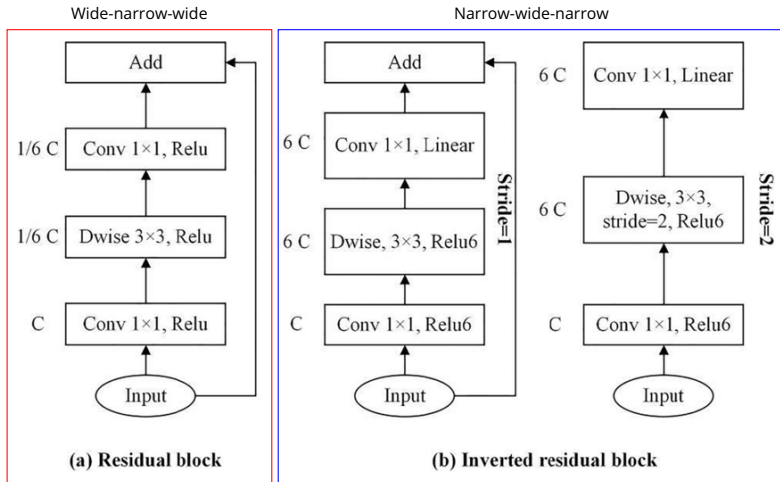 Wide-narrow-wide
Narrow-wide-narrow
Add
1/6 C
Conv 1×1, Relu
1/6 C
Dwise 3×3, Relu
C
Conv 1×1, Relu
Input
(a) Residual block
Add
6 C
Conv 1×1, Linear
6 C
Dwise, 3×3, Relu6
C
Conv 1×1, Relu6
Input
Stride=1
6 C
Conv 1×1, Linear
6 C
Dwise, 3×3,
stride=2, Relu6
C
Conv 1×1, Relu6
Input
Stride=2
(b) Inverted residual block